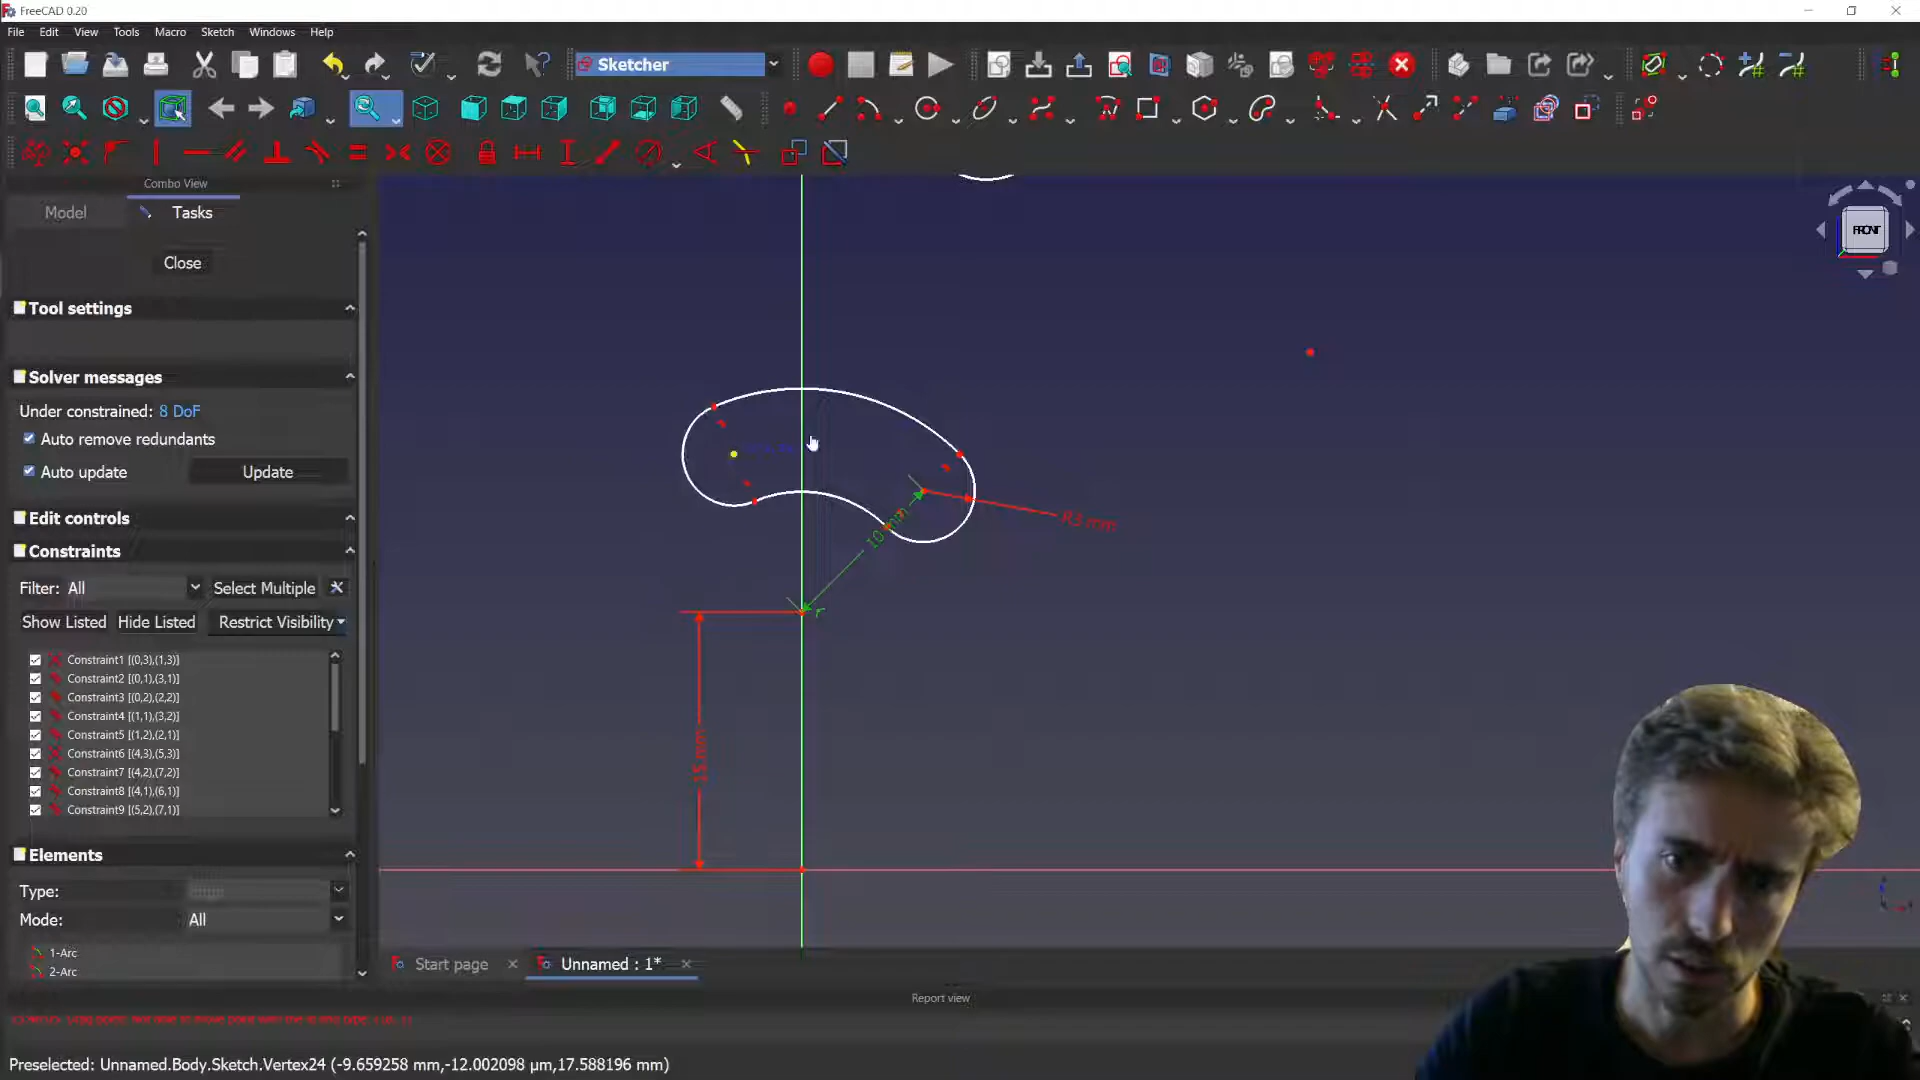 FreeCAD 0.20
File Edit View Tools Macro Sketch Windows Help
Sketcher
Combo View
Model Tasks
Close
Tool settings
Solver messages
Under constrained: 8 DoF
Auto remove redundants
Auto update Update
Edit controls
Constraints
Filter: All Select Multiple
Show Listed Hide Listed Restrict Visibility
Constraint1 [(0,3),(1,3)]
Constraint2 [(0,1),(3,1)]
Constraint3 [(0,2),(2,2)]
Constraint4 [(1,1),(3,2)]
Constraint5 [(1,2),(2,1)]
Constraint6 [(4,3),(5,3)]
Constraint7 [(4,2),(7,2)]
Constraint8 [(4,1),(6,1)]
Constraint9 [(5,2),(7,1)]
Elements
Type:
Mode: All
1-Arc
2-Arc
FRONT
R3 mm
10 mm
15 mm
Start page Unnamed : 1*
Report view
Preselected: Unnamed.Body.Sketch.Vertex24 (-9.659258 mm,-12.002098 µm,17.588196 mm)